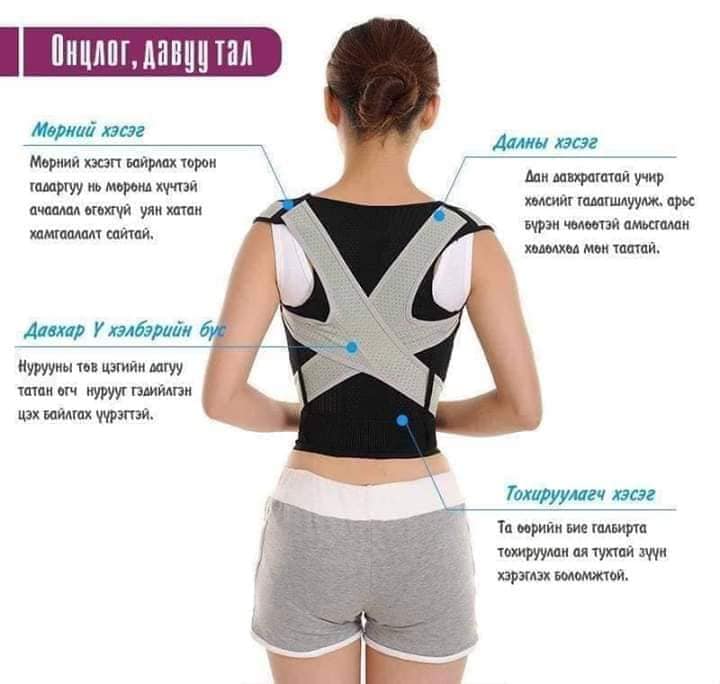 Онцлог, давуу тал
Мөрний хэсэг
Мөрний хэсэгт байрлах торон
гадаргуу нь мөрөнд хүчтэй
ачаалал өгөхгүй уян хатан
хамгаалалт сайтай.
Далны хэсэг
Дан давхрагатай учир
хөлсийг гадагшлуулж, арьс
бүрэн чөлөөтэй амьсгалан
хөдөлхөд мөн таатай.
Давхар Y хэлбэрийн бүс
Нурууны төв цэгийн дагуу
татан өгч нурууг гэдийлгэн
цэх байлгах үүрэгтэй.
Тохируулагч хэсэг
Та өөрийн бие галбирта
тохируулан ая тухтай зүүн
хэрэглэх боломжтой.